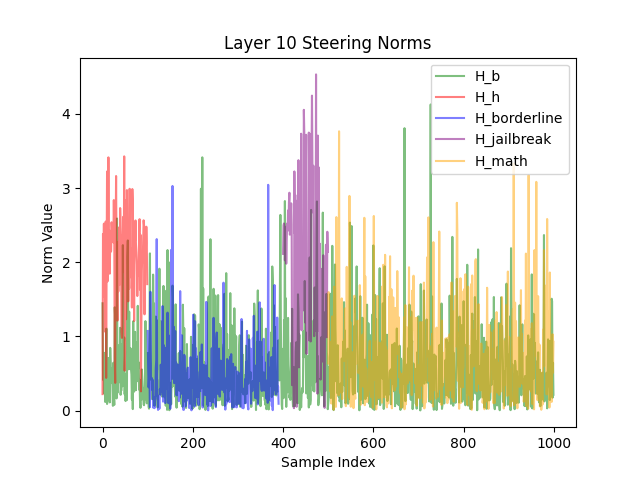 Layer 10 Steering Norms
H_b
H_h
H_borderline
H_jailbreak
H_math
Norm Value
4
3
2
1
0
0 200 400 600 800 1000
Sample Index